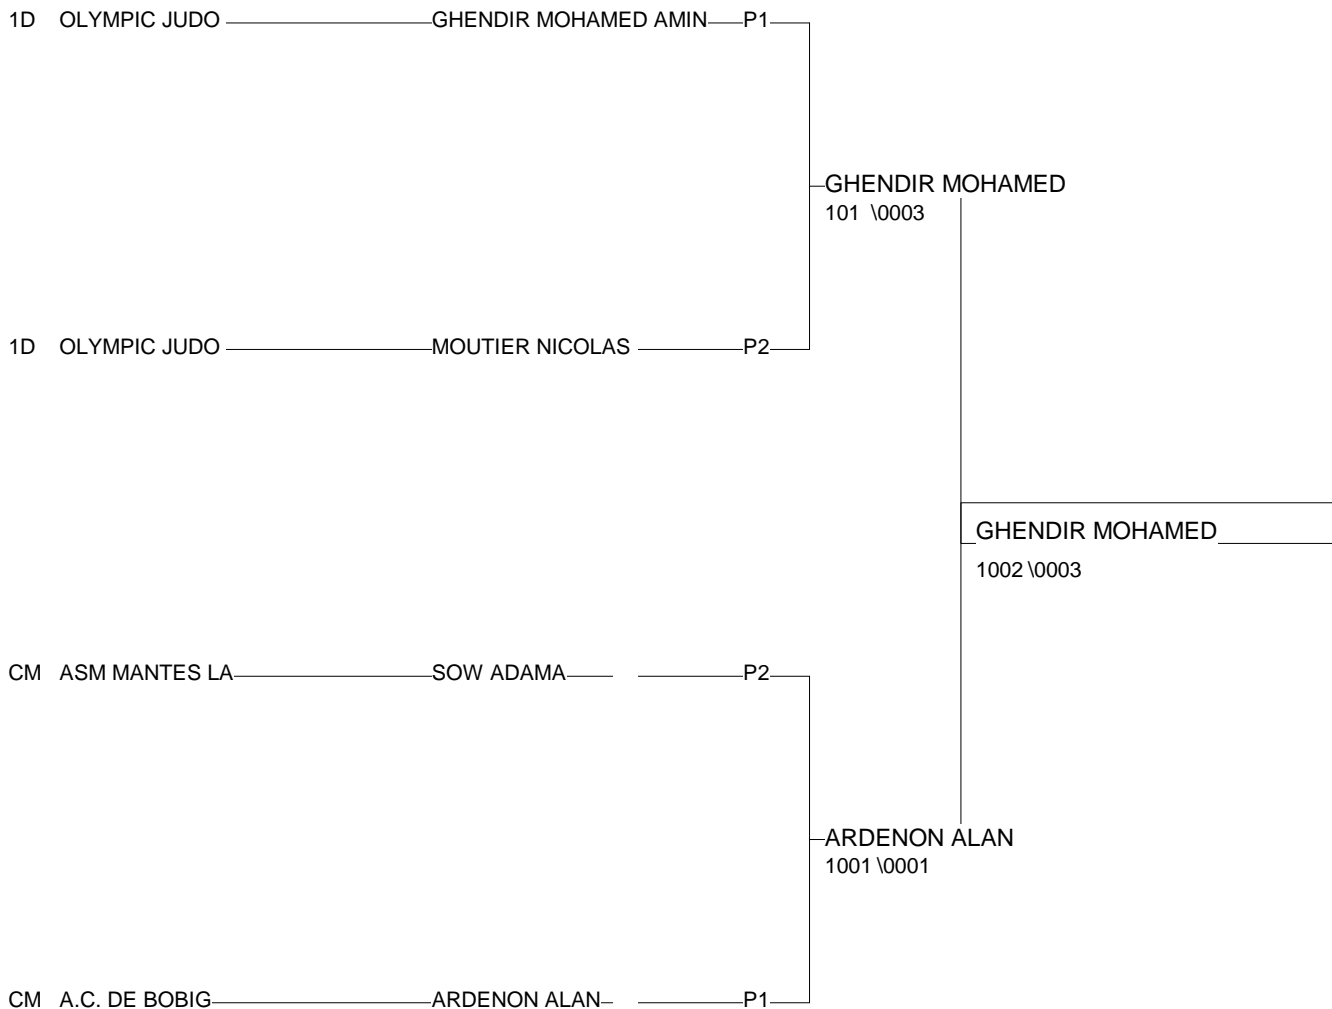 1D OLYMPIC JUDO GHENDIR MOHAMED AMIN P1
GHENDIR MOHAMED
101 \0003
1D OLYMPIC JUDO MOUTIER NICOLAS P2
GHENDIR MOHAMED
1002 \0003
CM ASM MANTES LA SOW ADAMA P2
ARDENON ALAN
1001 \0001
CM A.C. DE BOBIG ARDENON ALAN P1